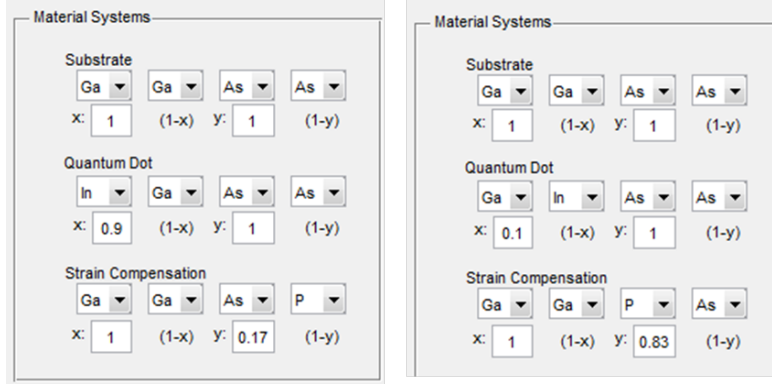 Material Systems
Substrate
Ga Ga As As
x: 1 (1-x) y: 1 (1-y)
Quantum Dot
In Ga As As
x: 0.9 (1-x) y: 1 (1-y)
Strain Compensation
Ga Ga As P
x: 1 (1-x) y: 0.17 (1-y)
Material Systems
Substrate
Ga Ga As As
x: 1 (1-x) y: 1 (1-y)
Quantum Dot
Ga In As As
x: 0.1 (1-x) y: 1 (1-y)
Strain Compensation
Ga Ga P As
x: 1 (1-x) y: 0.83 (1-y)